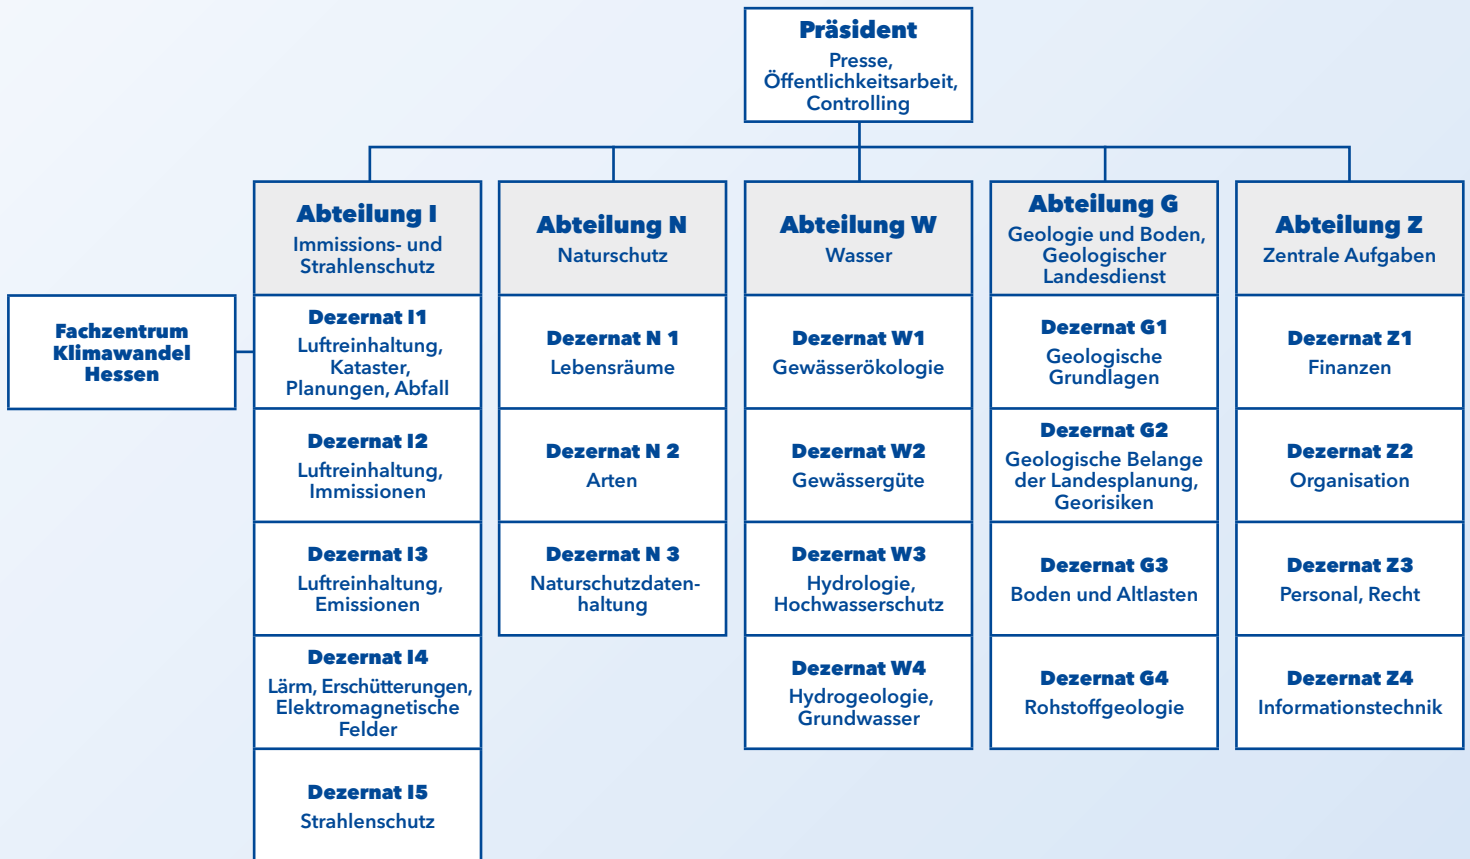 Präsident
Presse,
Öffentlichkeitsarbeit,
Controlling
Abteilung I
Immissions- und
Strahlenschutz
Abteilung N
Naturschutz
Abteilung W
Wasser
Abteilung G
Geologie und Boden,
Geologischer
Landesdienst
Abteilung Z
Zentrale Aufgaben
Fachzentrum
Klimawandel
Hessen
Dezernat I1
Luftreinhaltung,
Kataster,
Planungen, Abfall
Dezernat N 1
Lebensräume
Dezernat W1
Gewässerökologie
Dezernat G1
Geologische
Grundlagen
Dezernat Z1
Finanzen
Dezernat I2
Luftreinhaltung,
Immissionen
Dezernat N 2
Arten
Dezernat W2
Gewässergüte
Dezernat G2
Geologische Belange
der Landesplanung,
Georisiken
Dezernat Z2
Organisation
Dezernat I3
Luftreinhaltung,
Emissionen
Dezernat N 3
Naturschutzdaten-
haltung
Dezernat W3
Hydrologie,
Hochwasserschutz
Dezernat G3
Boden und Altlasten
Dezernat Z3
Personal, Recht
Dezernat I4
Lärm, Erschütterungen,
Elektromagnetische
Felder
Dezernat W4
Hydrogeologie,
Grundwasser
Dezernat G4
Rohstoffgeologie
Dezernat Z4
Informationstechnik
Dezernat I5
Strahlenschutz